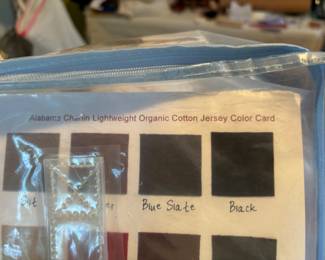 Alabama Chanin Lightweight Organic Cotton Jersey Color Card
Blue Slate Black